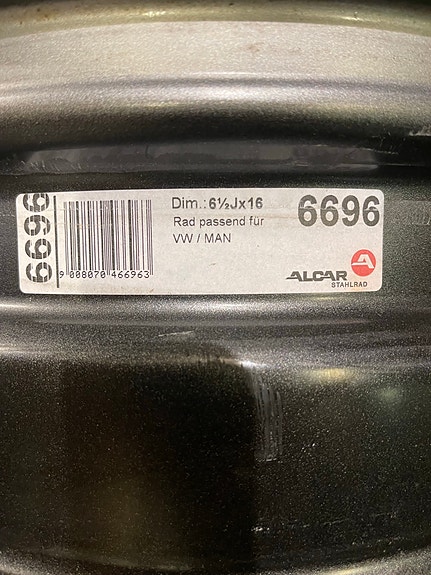 6696
9 008070 466963
Dim.: 6½Jx16
Rad passend für
VW / MAN
6696
ALCAR
STAHLRAD